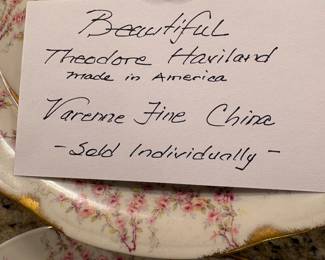 Beautiful
Theodore Haviland
made in America
Varenne Fine China
- Sold Individually -